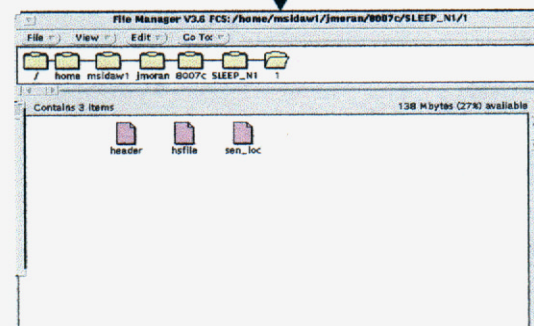 File Manager V3.6 FCS: /home/msidaw1/jmoran/8007c/SLEEP_N1/1
File View Edit Go To:
/ home msidaw1 jmoran 8007c SLEEP_N1 1
Contains 3 items 138 Mbytes (27%) available
header hsfile sen_loc